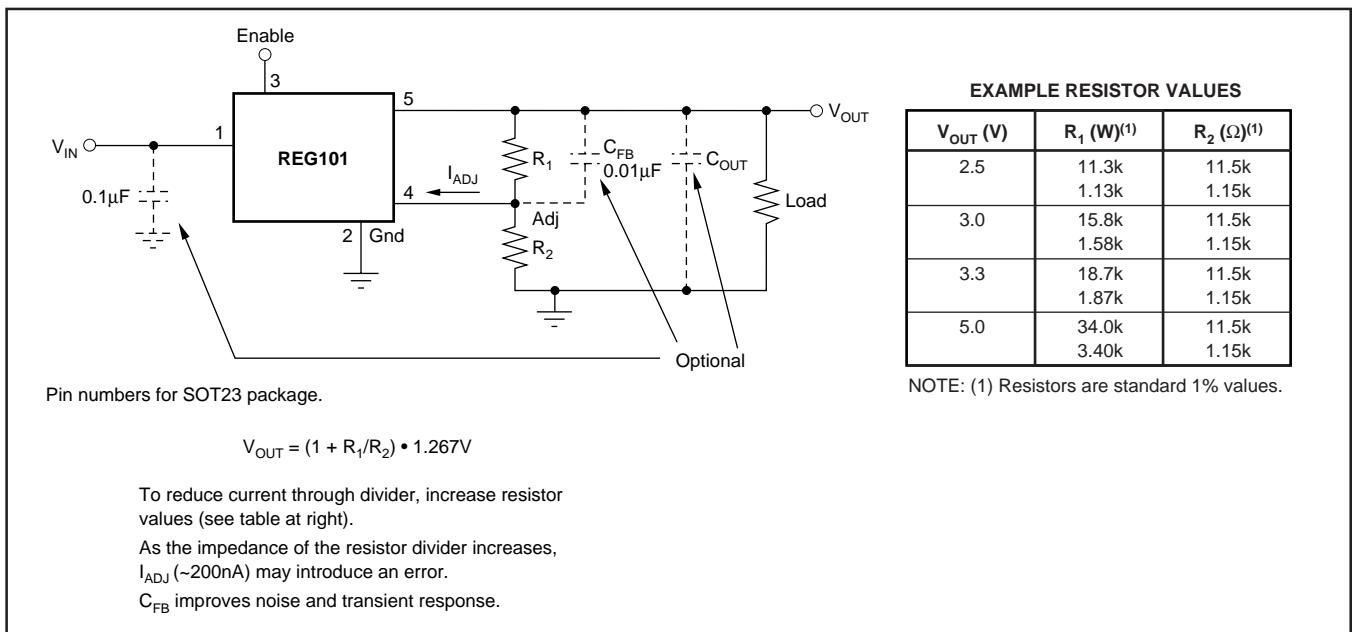 Enable
3
5
V_OUT
V_IN
1
REG101
R_1
C_FB
0.01µF
C_OUT
I_ADJ
0.1µF
4
Adj
Load
2
Gnd
R_2
Optional
Pin numbers for SOT23 package.
V_OUT = (1 + R_1/R_2) • 1.267V
To reduce current through divider, increase resistor
values (see table at right).
As the impedance of the resistor divider increases,
I_ADJ (~200nA) may introduce an error.
C_FB improves noise and transient response.
EXAMPLE RESISTOR VALUES
V_OUT (V) R_1 (W)(1) R_2 (Ω)(1)
2.5 11.3k 11.5k
1.13k 1.15k
3.0 15.8k 11.5k
1.58k 1.15k
3.3 18.7k 11.5k
1.87k 1.15k
5.0 34.0k 11.5k
3.40k 1.15k
NOTE: (1) Resistors are standard 1% values.